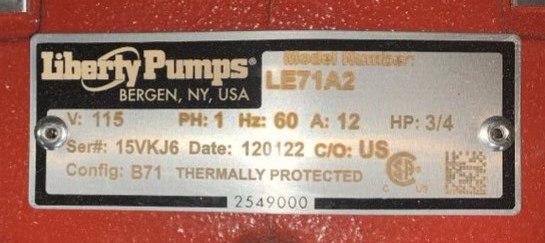 Liberty Pumps®
BERGEN, NY, USA
Model Number:
LE71A2
V: 115 PH: 1 Hz: 60 A: 12 HP: 3/4
Ser#: 15VKJ6 Date: 120122 C/O: US
Config: B71 THERMALLY PROTECTED
C US
2549000